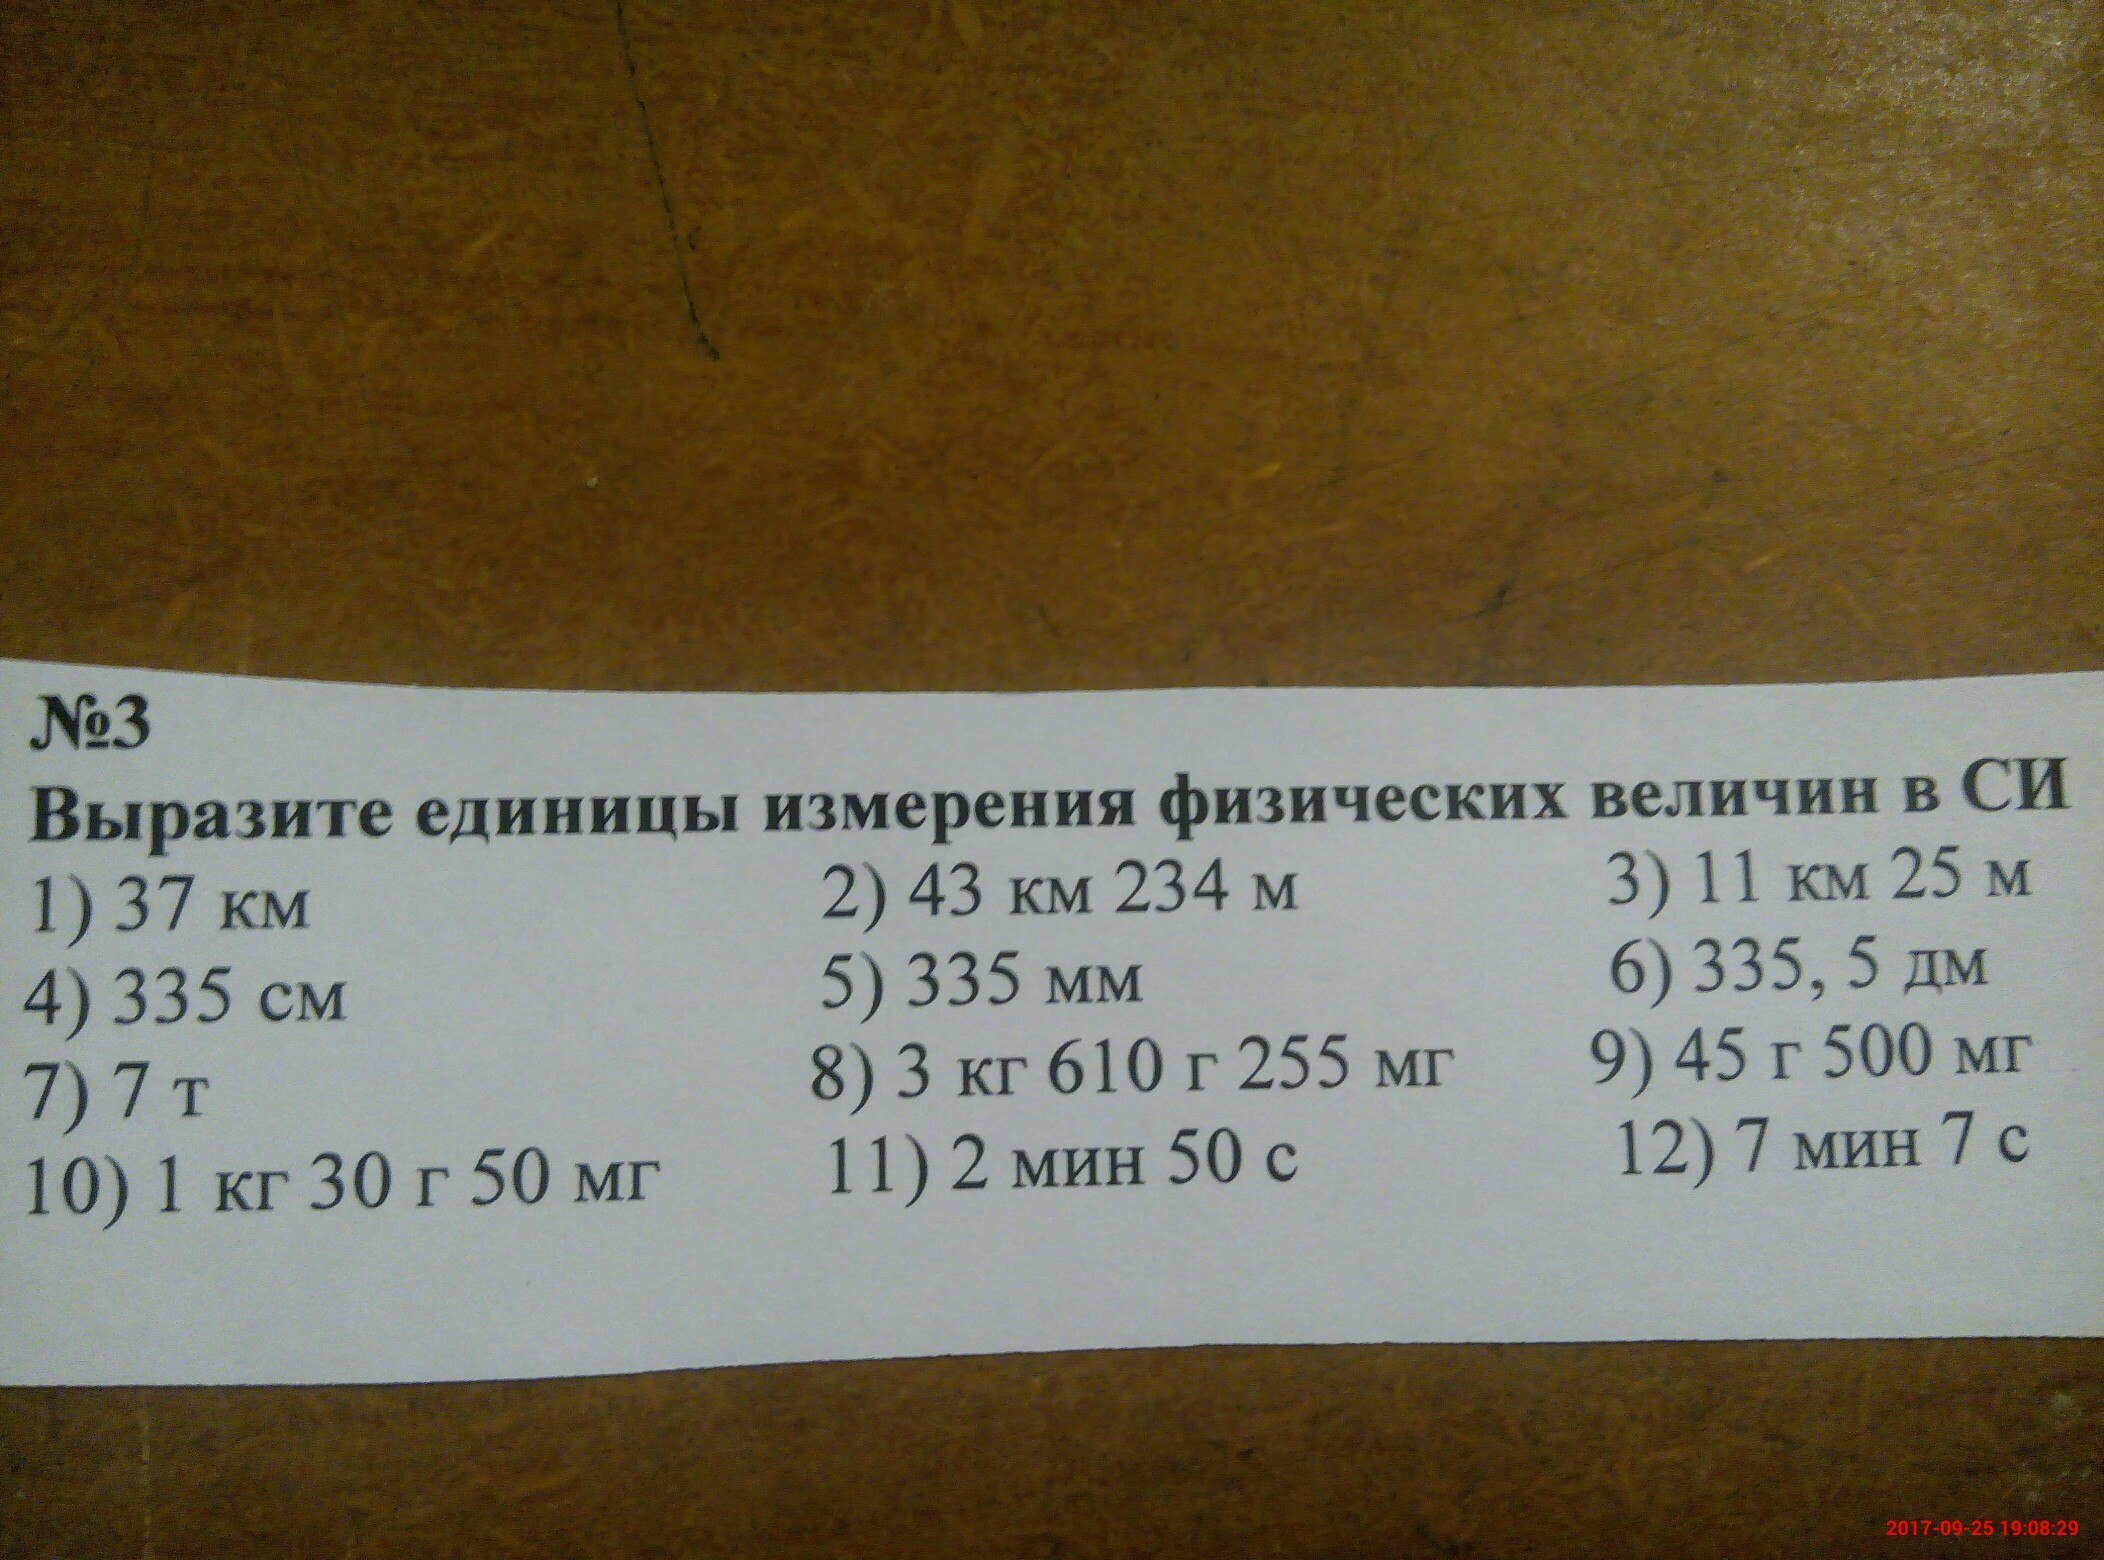 №3
Выразите единицы измерения физических величин в СИ
1) 37 км 2) 43 км 234 м 3) 11 км 25 м
4) 335 см 5) 335 мм 6) 335, 5 дм
7) 7 т 8) 3 кг 610 г 255 мг 9) 45 г 500 мг
10) 1 кг 30 г 50 мг 11) 2 мин 50 с 12) 7 мин 7 с
2017-09-25 19:08:29